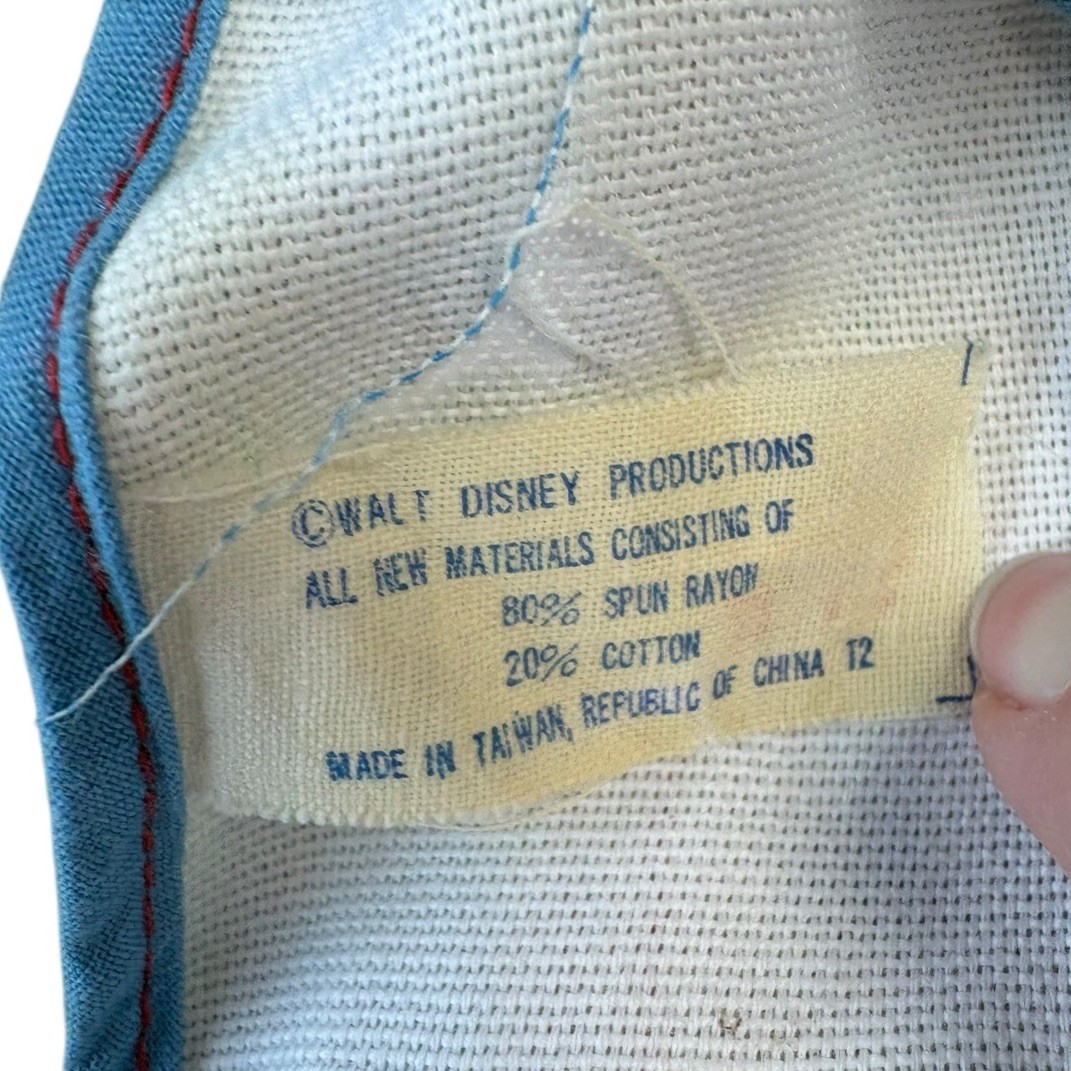 ©WALT DISNEY PRODUCTIONS
ALL NEW MATERIALS CONSISTING OF
80% SPUN RAYON
20% COTTON
MADE IN TAIWAN, REPUBLIC OF CHINA T2